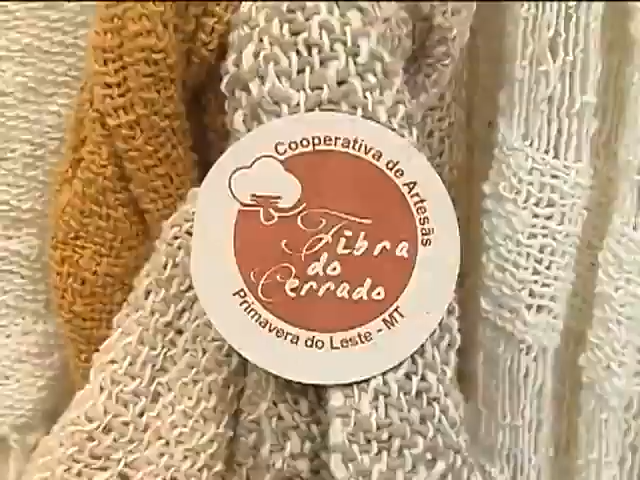 Cooperativa de Artesãs
Fibra
do
Cerrado
Primavera do Leste - MT